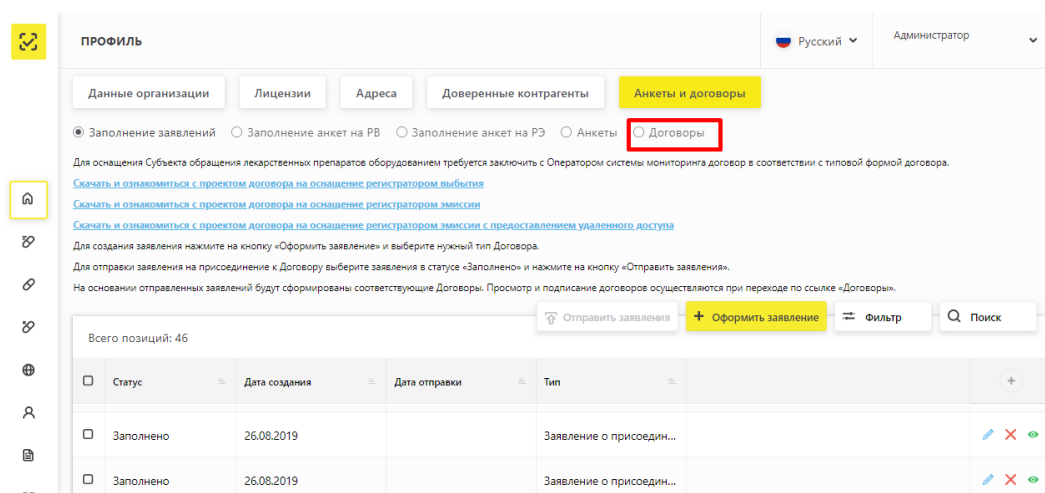 ПРОФИЛЬ
Русский
Администратор
Данные организации
Лицензии
Адреса
Доверенные контрагенты
Анкеты и договоры
Заполнение заявлений
Заполнение анкет на РВ
Заполнение анкет на РЭ
Анкеты
Договоры
Для оснащения Субъекта обращения лекарственных препаратов оборудованием требуется заключить с Оператором системы мониторинга договор в соответствии с типовой формой договора.
Скачать и ознакомиться с проектом договора на оснащение регистратором выбытия
Скачать и ознакомиться с проектом договора на оснащение регистратором эмиссии
Скачать и ознакомиться с проектом договора на оснащение регистратором эмиссии с предоставлением удаленного доступа
Для создания заявления нажмите на кнопку «Оформить заявление» и выберите нужный тип Договора.
Для отправки заявления на присоединение к Договору выберите заявления в статусе «Заполнено» и нажмите на кнопку «Отправить заявления».
На основании отправленных заявлений будут сформированы соответствующие Договоры. Просмотр и подписание договоров осуществляются при переходе по ссылке «Договоры».
Отправить заявления
+ Оформить заявление
Фильтр
Поиск
Всего позиций: 46
Статус
Дата создания
Дата отправки
Тип
Заполнено
26.08.2019
Заявление о присоедин...
Заполнено
26.08.2019
Заявление о присоедин...